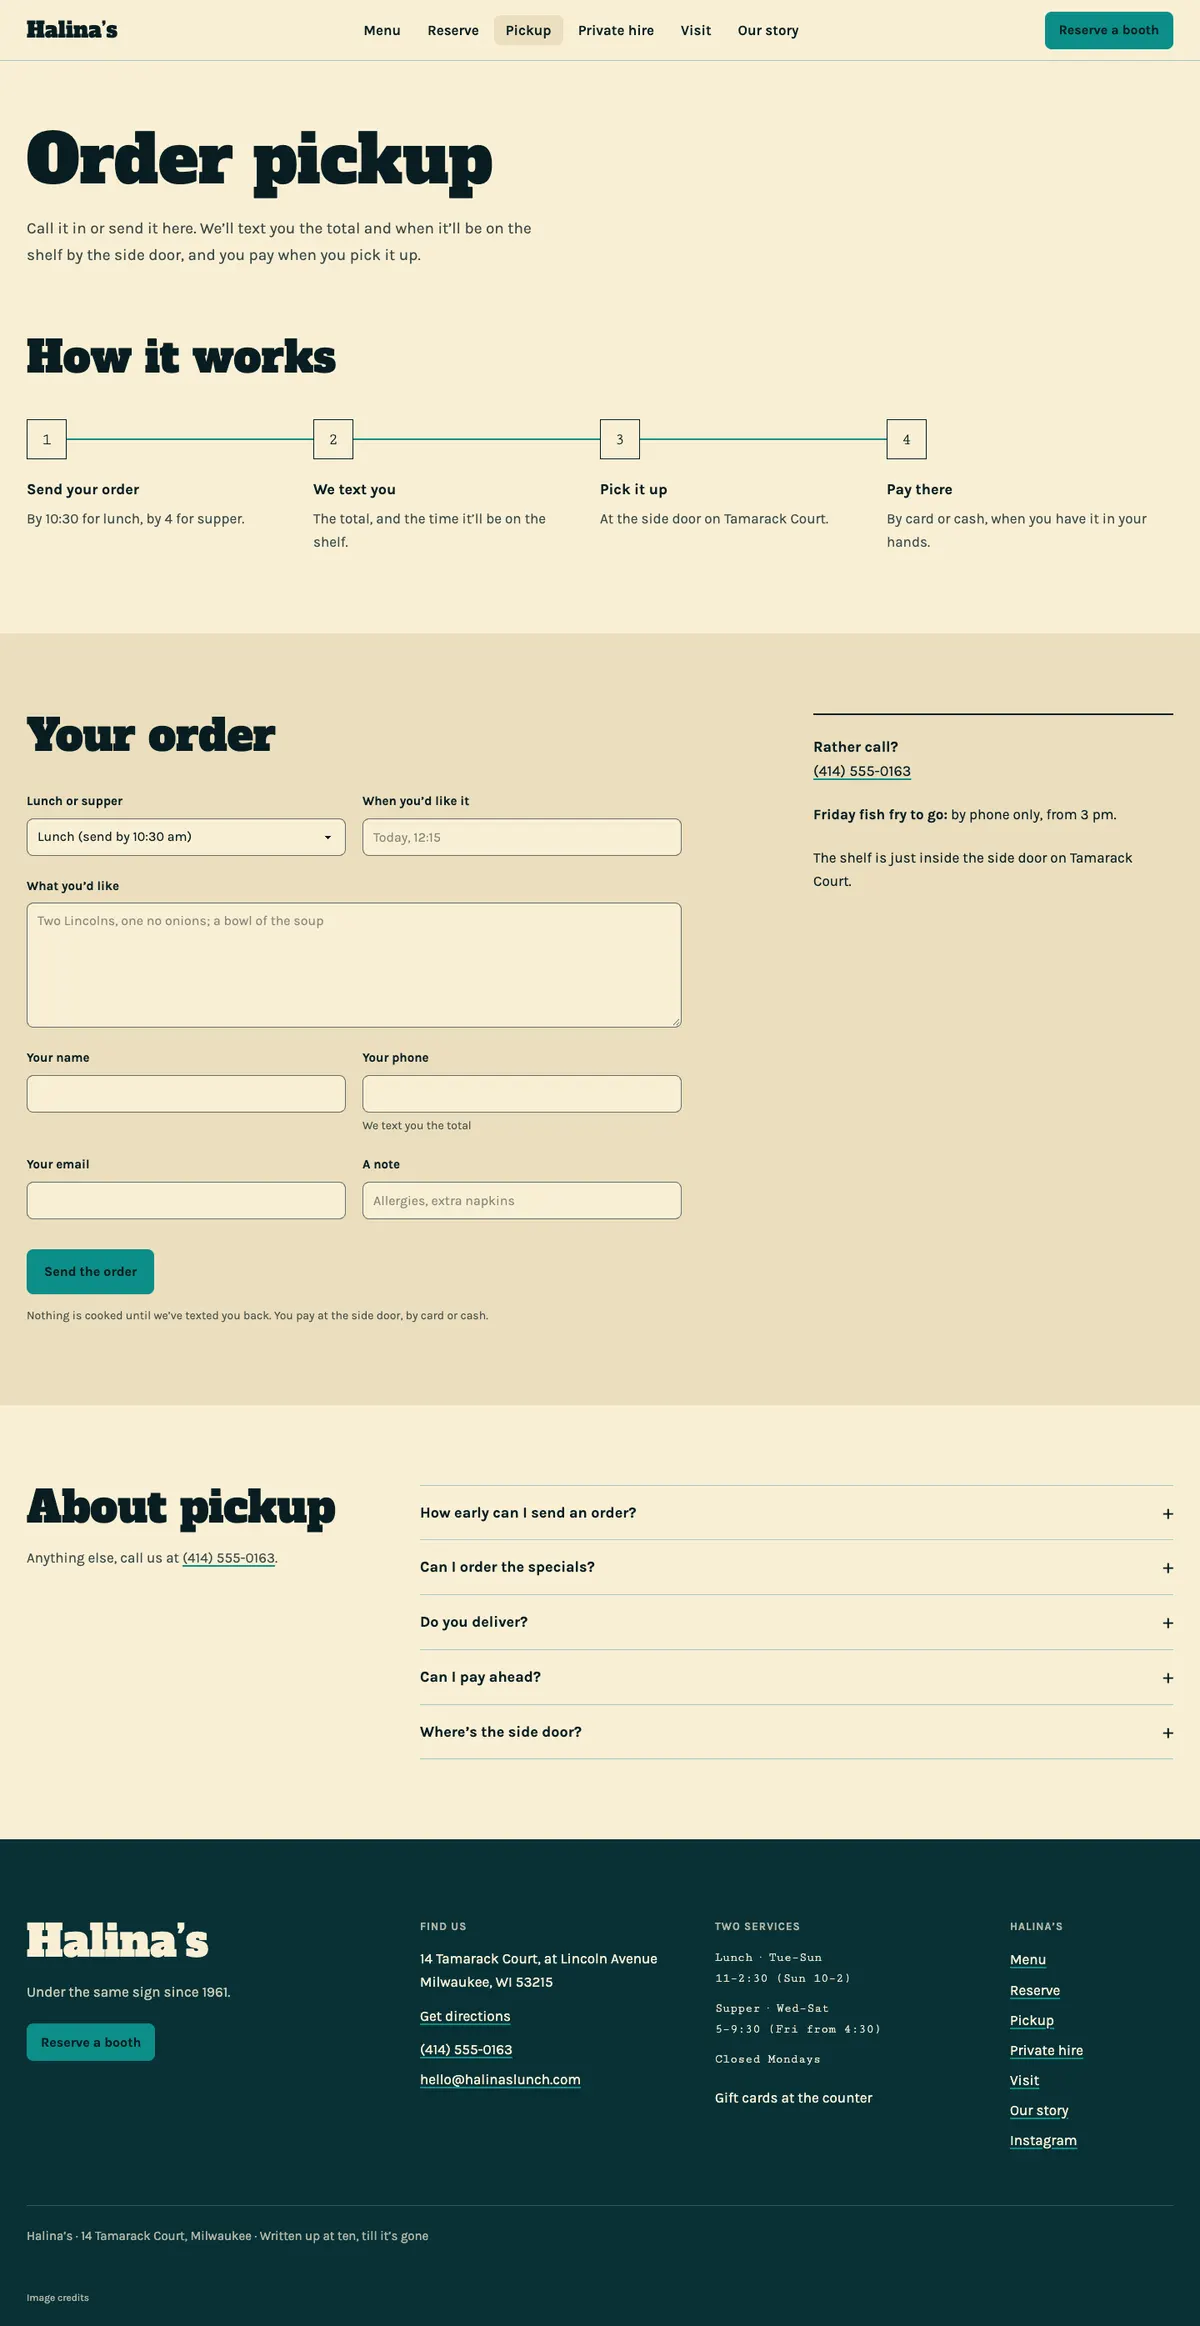 Halina’s
Menu
Reserve
Pickup
Private hire
Visit
Our story
Reserve a booth
Order pickup
Call it in or send it here. We’ll text you the total and when it’ll be on the
shelf by the side door, and you pay when you pick it up.
How it works
1
2
3
4
Send your order
By 10:30 for lunch, by 4 for supper.
We text you
The total, and the time it’ll be on the
shelf.
Pick it up
At the side door on Tamarack Court.
Pay there
By card or cash, when you have it in your
hands.
Your order
Lunch or supper
Lunch (send by 10:30 am)
When you’d like it
Today, 12:15
What you’d like
Two Lincolns, one no onions; a bowl of the soup
Your name
Your phone
We text you the total
Your email
A note
Allergies, extra napkins
Send the order
Nothing is cooked until we’ve texted you back. You pay at the side door, by card or cash.
Rather call?
(414) 555-0163
Friday fish fry to go: by phone only, from 3 pm.
The shelf is just inside the side door on Tamarack
Court.
About pickup
Anything else, call us at (414) 555-0163.
How early can I send an order? +
Can I order the specials? +
Do you deliver? +
Can I pay ahead? +
Where’s the side door? +
Halina’s
Under the same sign since 1961.
Reserve a booth
FIND US
14 Tamarack Court, at Lincoln Avenue
Milwaukee, WI 53215
Get directions
(414) 555-0163
hello@halinaslunch.com
TWO SERVICES
Lunch · Tue–Sun
11–2:30 (Sun 10–2)
Supper · Wed–Sat
5–9:30 (Fri from 4:30)
Closed Mondays
Gift cards at the counter
HALINA’S
Menu
Reserve
Pickup
Private hire
Visit
Our story
Instagram
Halina’s · 14 Tamarack Court, Milwaukee · Written up at ten, till it’s gone
Image credits